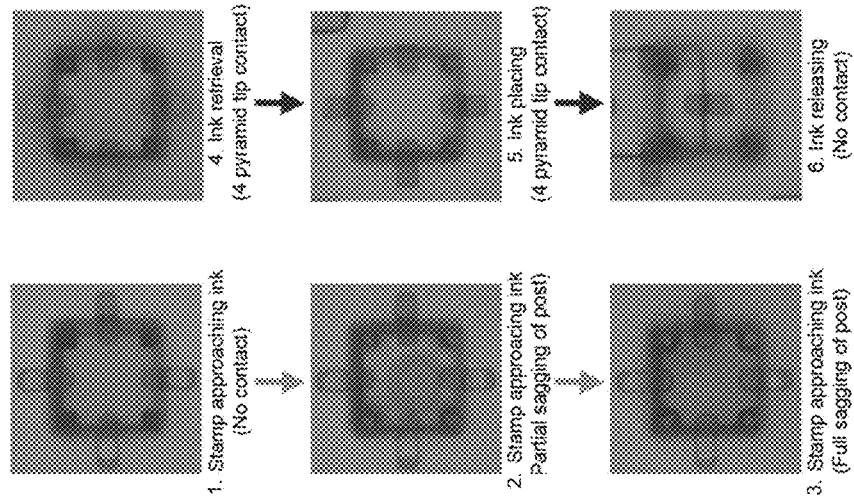 1. Stamp approaching ink
(No contact)
2. Stamp approacing ink
Partial sagging of post)
3. Stamp approaching ink
(Full sagging of post)
4. Ink retrieval
(4 pyramid tip contact)
5. Ink placing
(4 pyramid tip contact)
6. Ink releasing
(No contact)